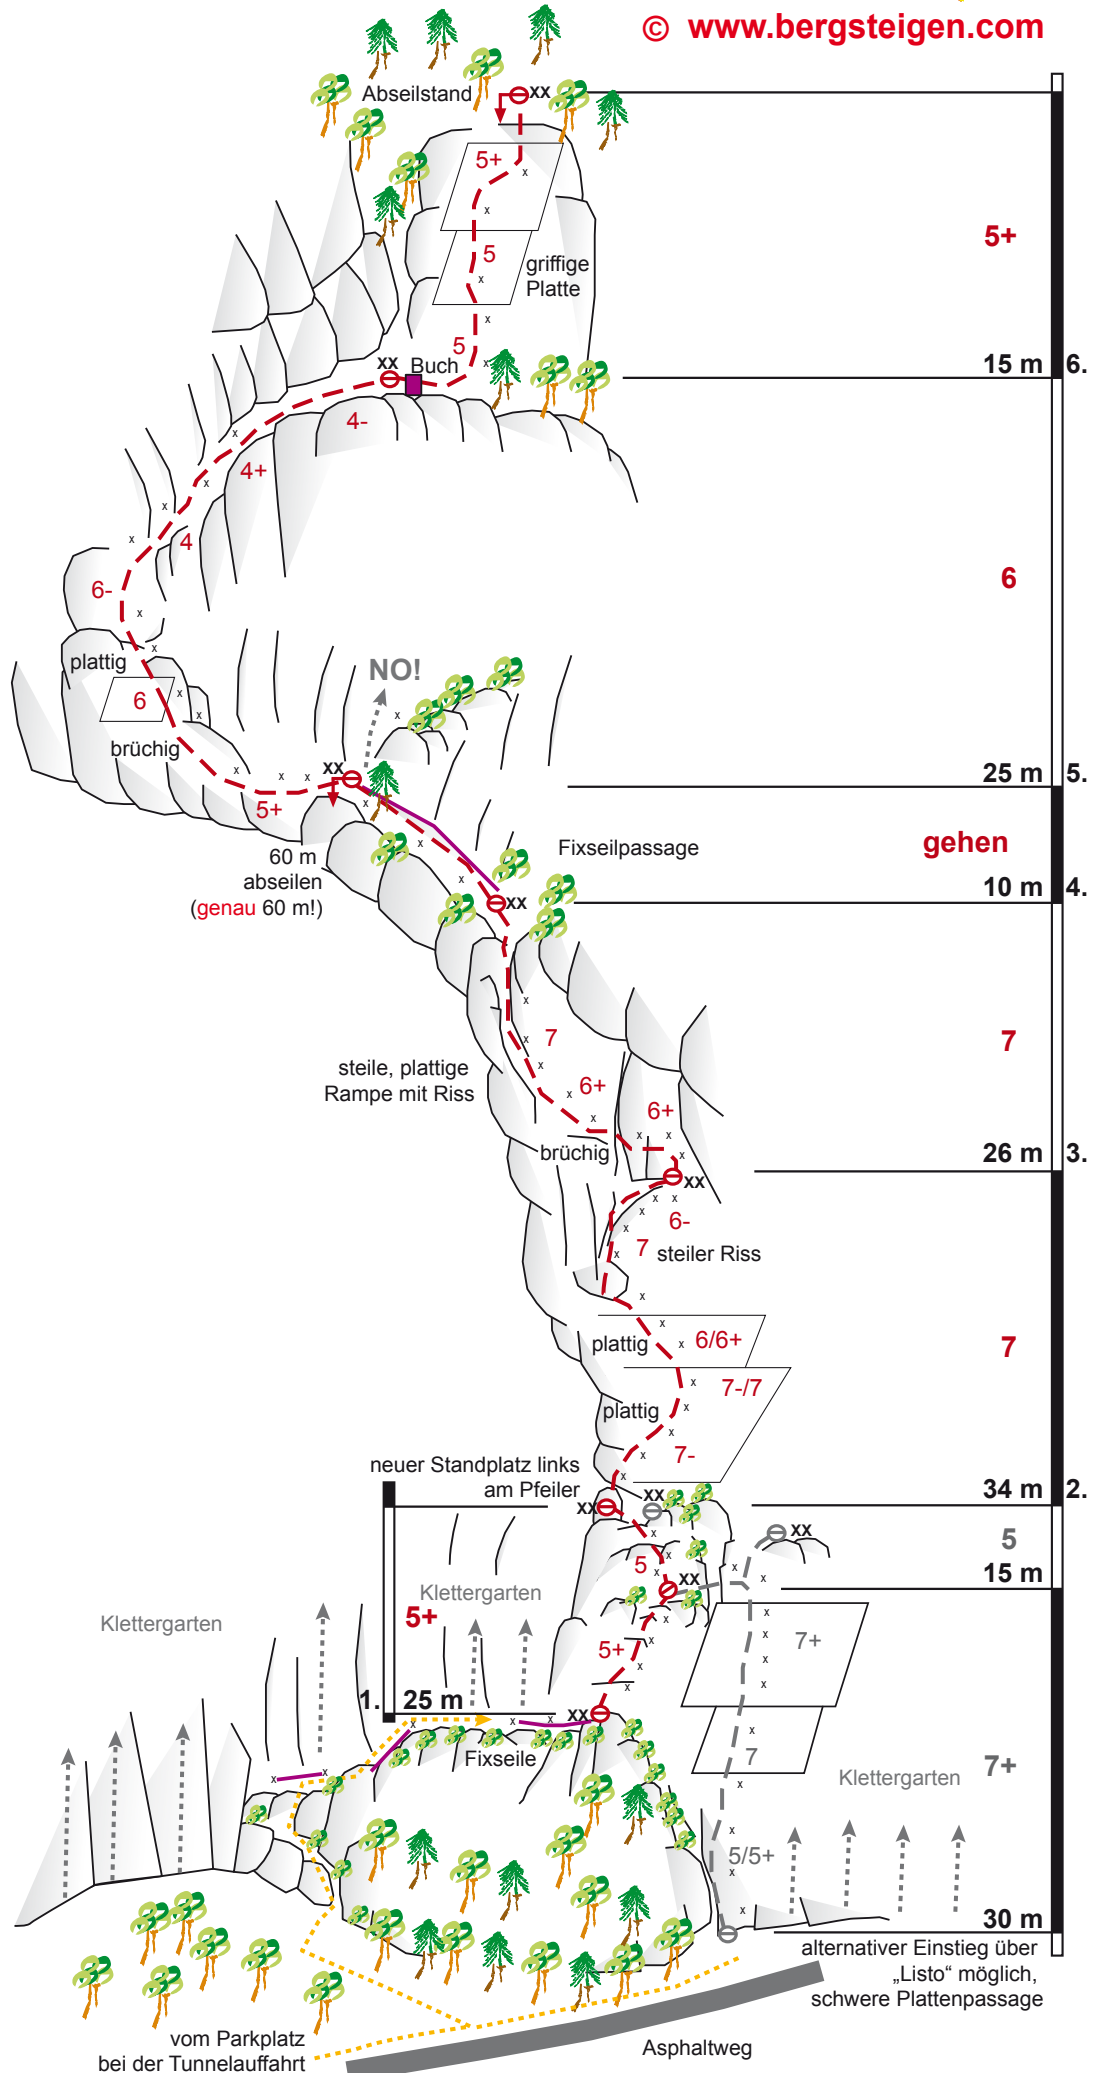 © www.bergsteigen.com
Abseilstand
xx
5+
5+
5
griffige
Platte
5
xx
Buch
15 m
6.
4-
4+
4
6
6-
plattig
NO!
6
brüchig
xx
25 m
5.
5+
60 m
abseilen
(genau 60 m!)
Fixseilpassage
gehen
10 m
4.
xx
7
7
steile, plattige
Rampe mit Riss
6+
6+
brüchig
26 m
3.
xx
6-
7
steiler Riss
plattig
6/6+
7
7-/7
plattig
7-
neuer Standplatz links
am Pfeiler
xx
xx
34 m
2.
xx
5
5
xx
15 m
Klettergarten
Klettergarten
5+
5+
7+
1.
25 m
xx
Fixseile
7
7+
Klettergarten
5/5+
30 m
alternativer Einstieg über
„Listo“ möglich,
schwere Plattenpassage
vom Parkplatz
bei der Tunnelauffahrt
Asphaltweg